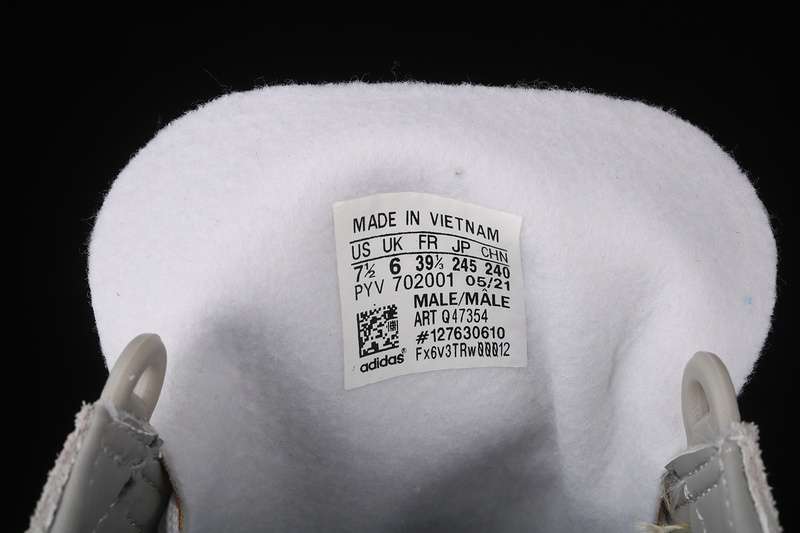 MADE IN VIETNAM
US UK FR JP CHN
7½ 6 39⅓ 245 240
PYV 702001 05/21
MALE/MÂLE
ART Q47354
#127630610
Fx6v3TRw00012
adidas®